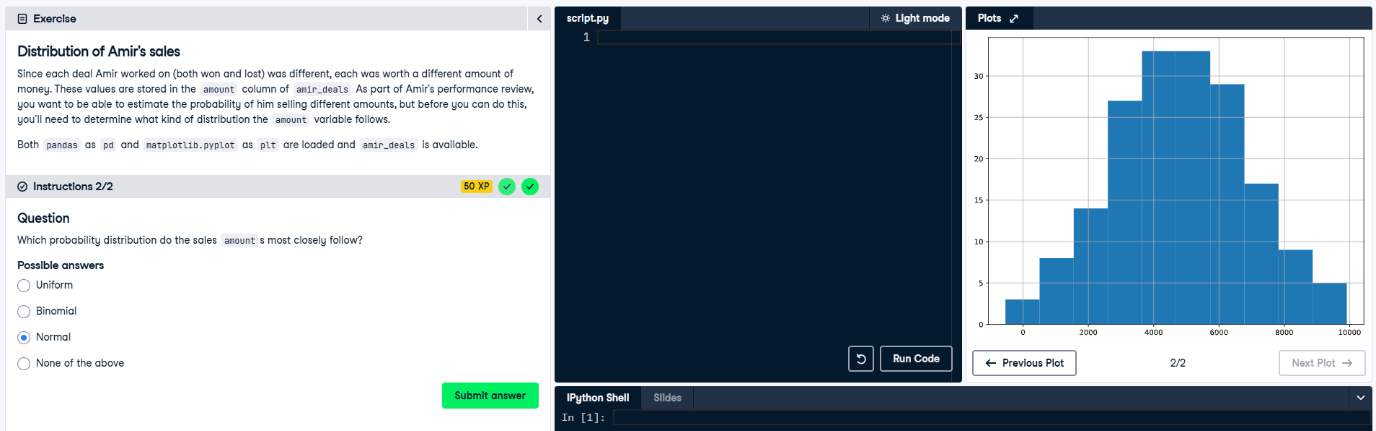 Exercise
Distribution of Amir's sales
Since each deal Amir worked on (both won and lost) was different, each was worth a different amount of
money. These values are stored in the amount column of amir_deals As part of Amir's performance review,
you want to be able to estimate the probability of him selling different amounts, but before you can do this,
you'll need to determine what kind of distribution the amount variable follows.
Both pandas as pd and matplotlib.pyplot as plt are loaded and amir_deals is available.
Instructions 2/2
50 XP
Question
Which probability distribution do the sales amount s most closely follow?
Possible answers
Uniform
Binomial
Normal
None of the above
Submit answer
script.py
Light mode
1
Run Code
IPython Shell
Slides
In [1]:
Plots
30
25
20
15
10
5
0
0 2000 4000 6000 8000 10000
Previous Plot
2/2
Next Plot